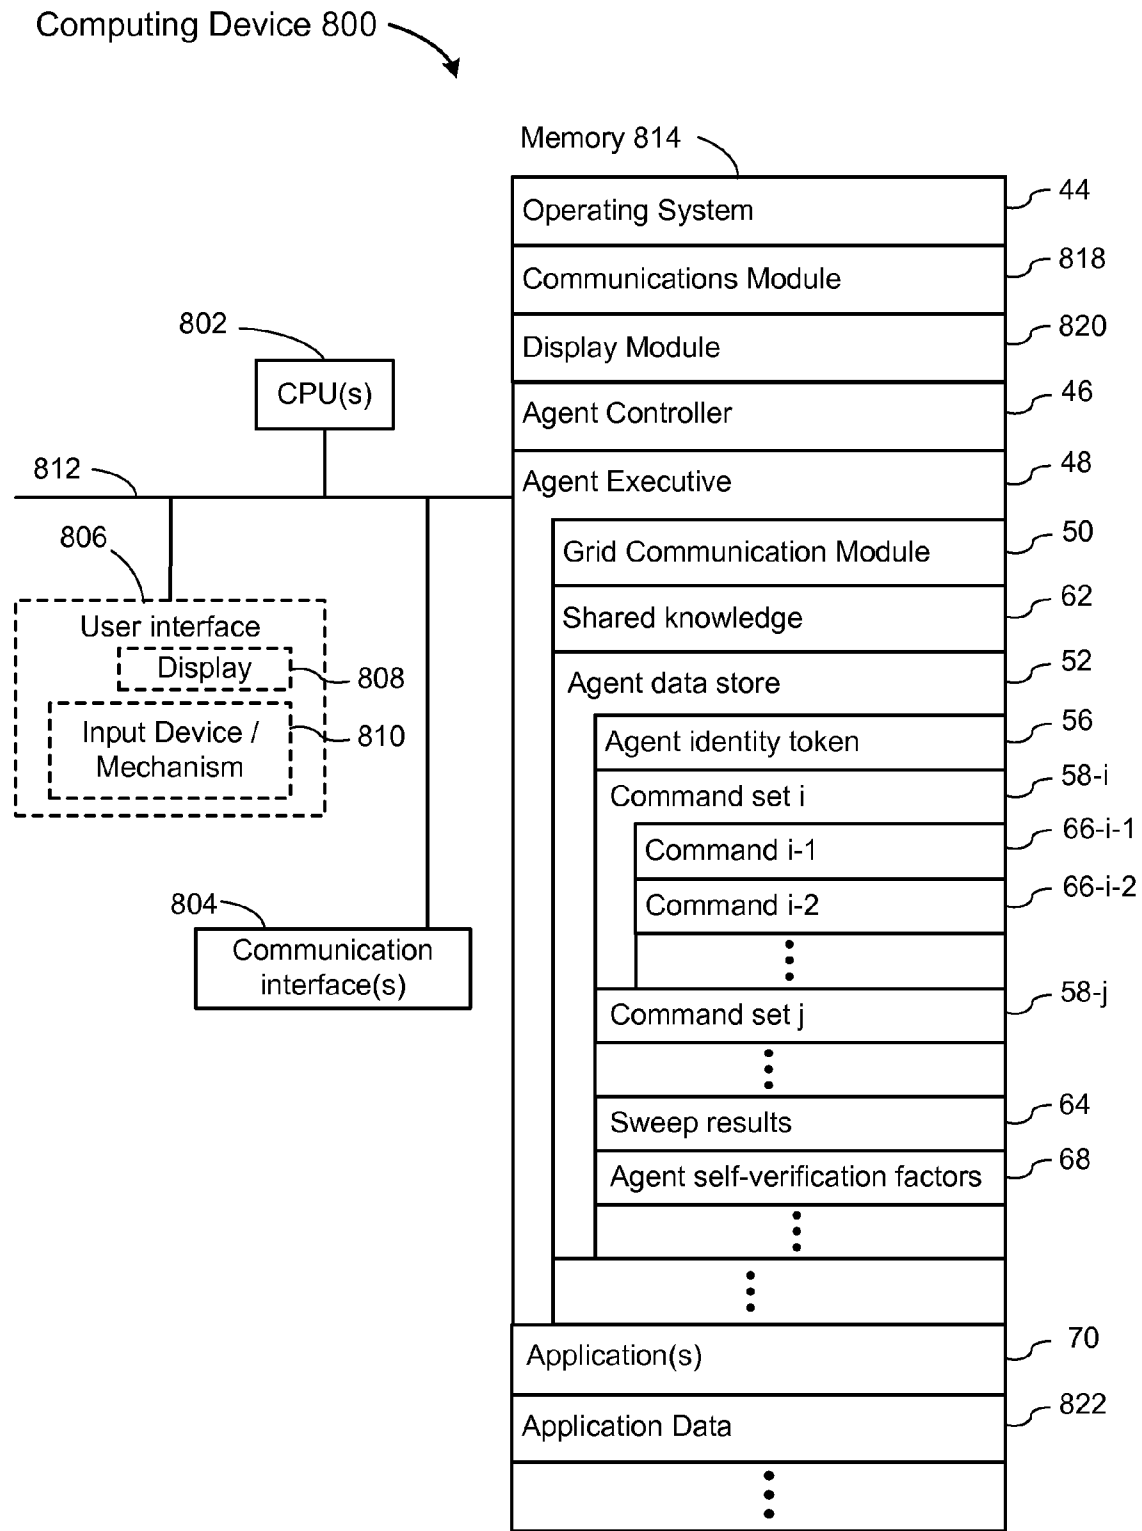 Computing Device 800
Memory 814
Operating System 44
Communications Module 818
Display Module 820
Agent Controller 46
Agent Executive 48
Grid Communication Module 50
Shared knowledge 62
Agent data store 52
Agent identity token 56
Command set i 58-i
Command i-1 66-i-1
Command i-2 66-i-2
Command set j 58-j
Sweep results 64
Agent self-verification factors 68
Application(s) 70
Application Data 822
802
CPU(s)
812
806
User interface
Display 808
Input Device / 810
Mechanism
804
Communication
interface(s)